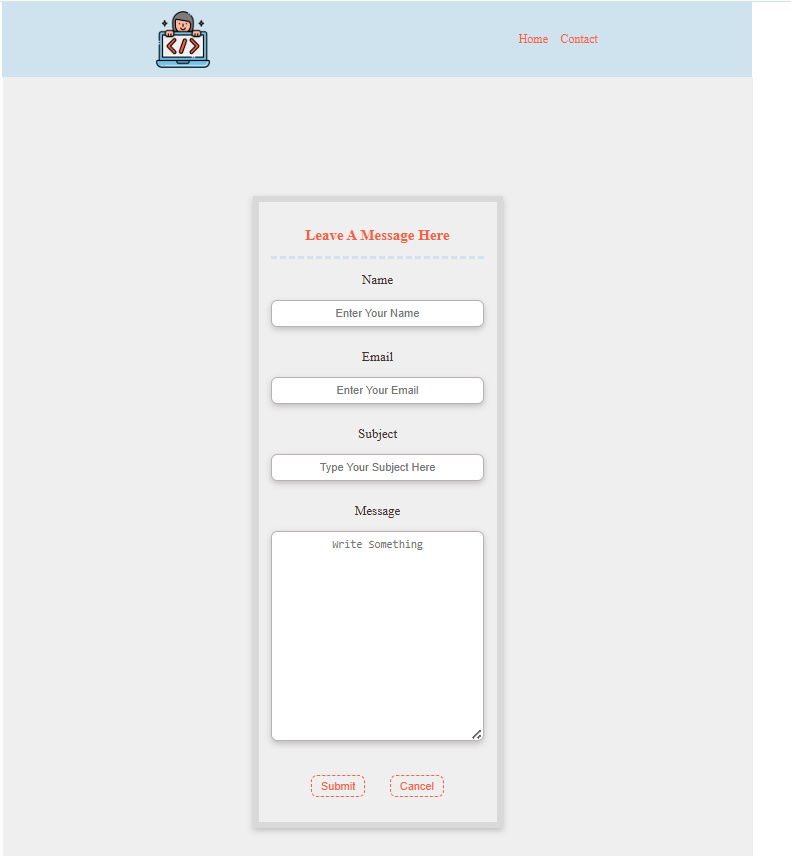 Home Contact
Leave A Message Here
Name
Enter Your Name
Email
Enter Your Email
Subject
Type Your Subject Here
Message
Write Something
Submit Cancel